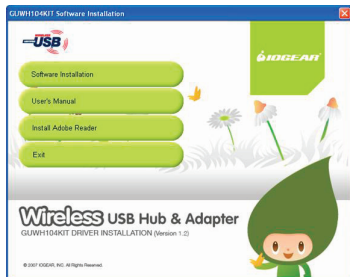 GUWH104KIT Software Installation
USB
IOGEAR
Software Installation
User's Manual
Install Adobe Reader
Exit
Wireless USB Hub & Adapter
GUWH104KIT DRIVER INSTALLATION (Version 1.2)
© 2007 IOGEAR, INC. All Rights Reserved.